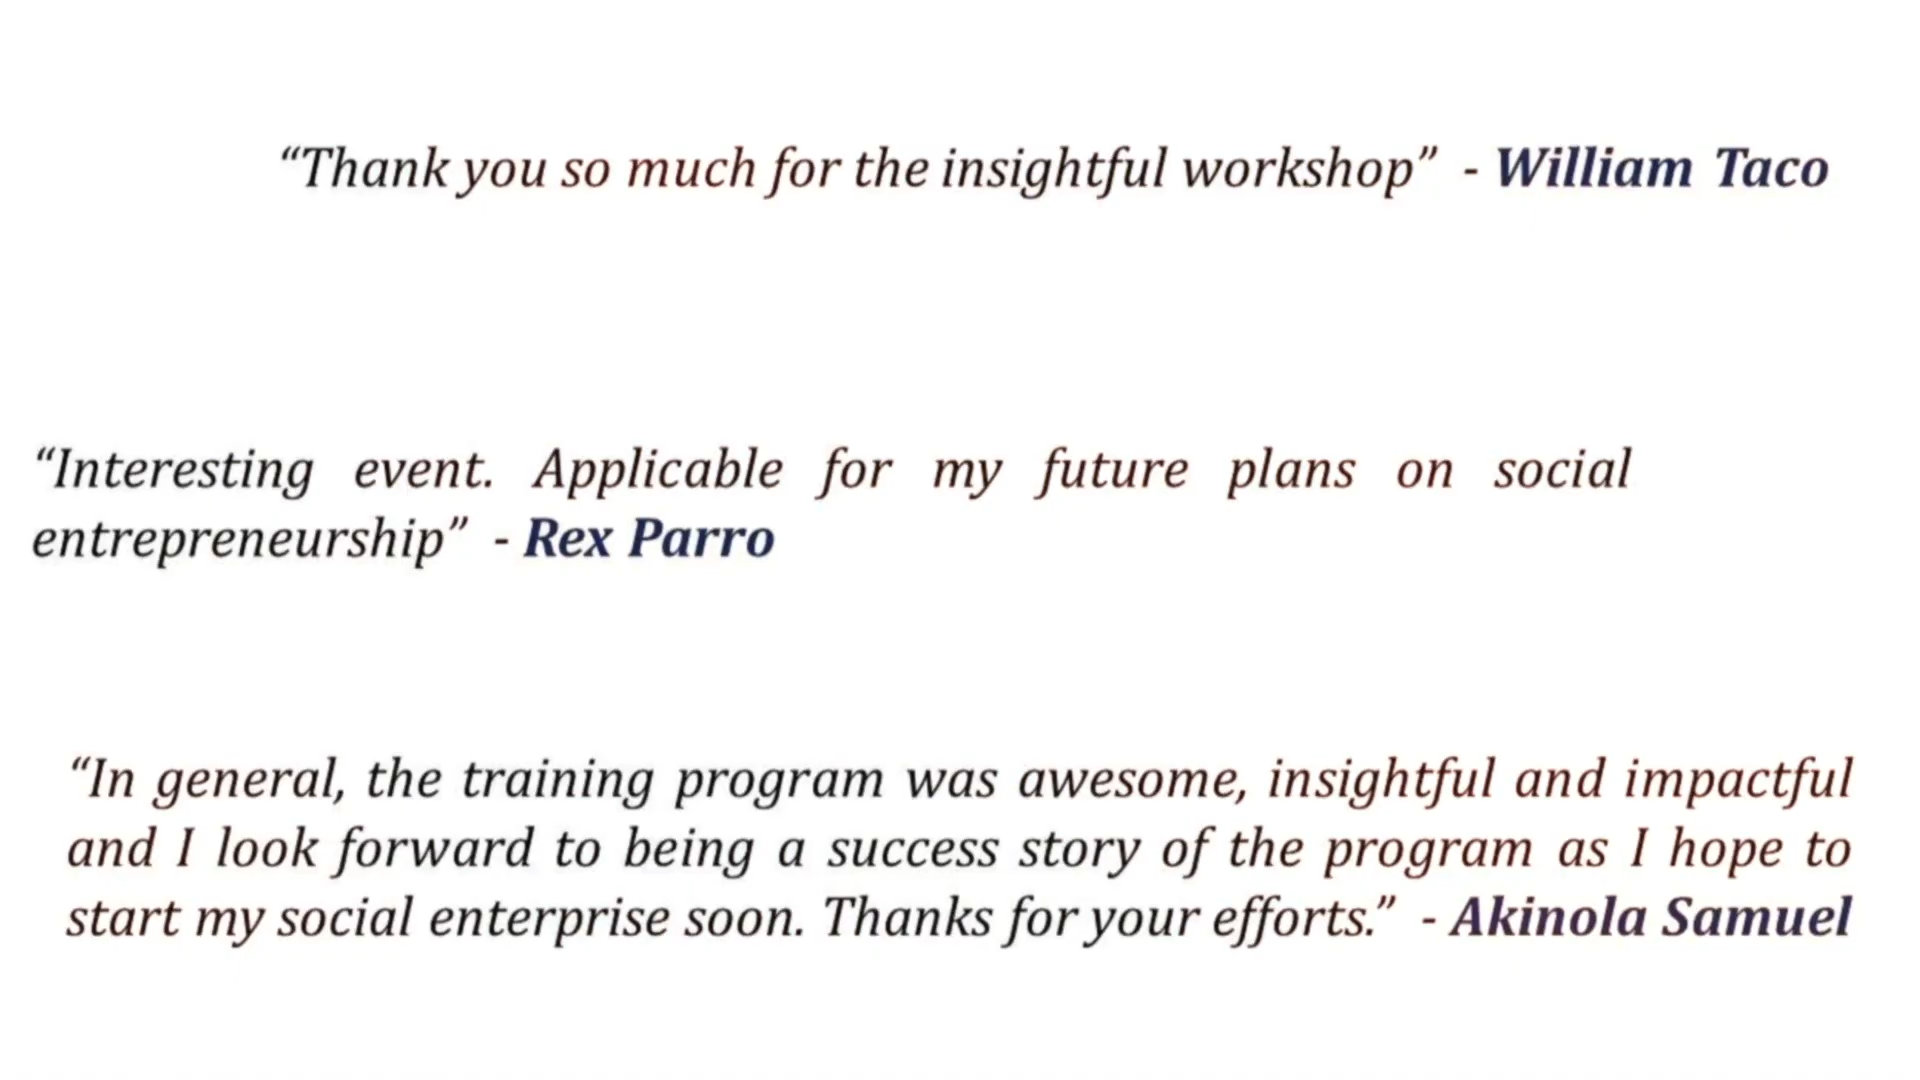 “Thank you so much for the insightful workshop” - William Taco
“Interesting event. Applicable for my future plans on social
entrepreneurship” - Rex Parro
“In general, the training program was awesome, insightful and impactful
and I look forward to being a success story of the program as I hope to
start my social enterprise soon. Thanks for your efforts.” - Akinola Samuel